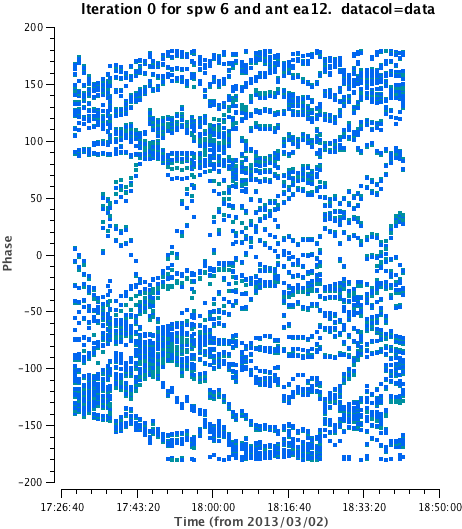 Iteration 0 for spw 6 and ant ea12.  datacol=data
200
150
100
50
0
-50
-100
-150
-200
Phase
17:26:40 17:43:20 18:00:00 18:16:40 18:33:20 18:50:00
Time (from 2013/03/02)